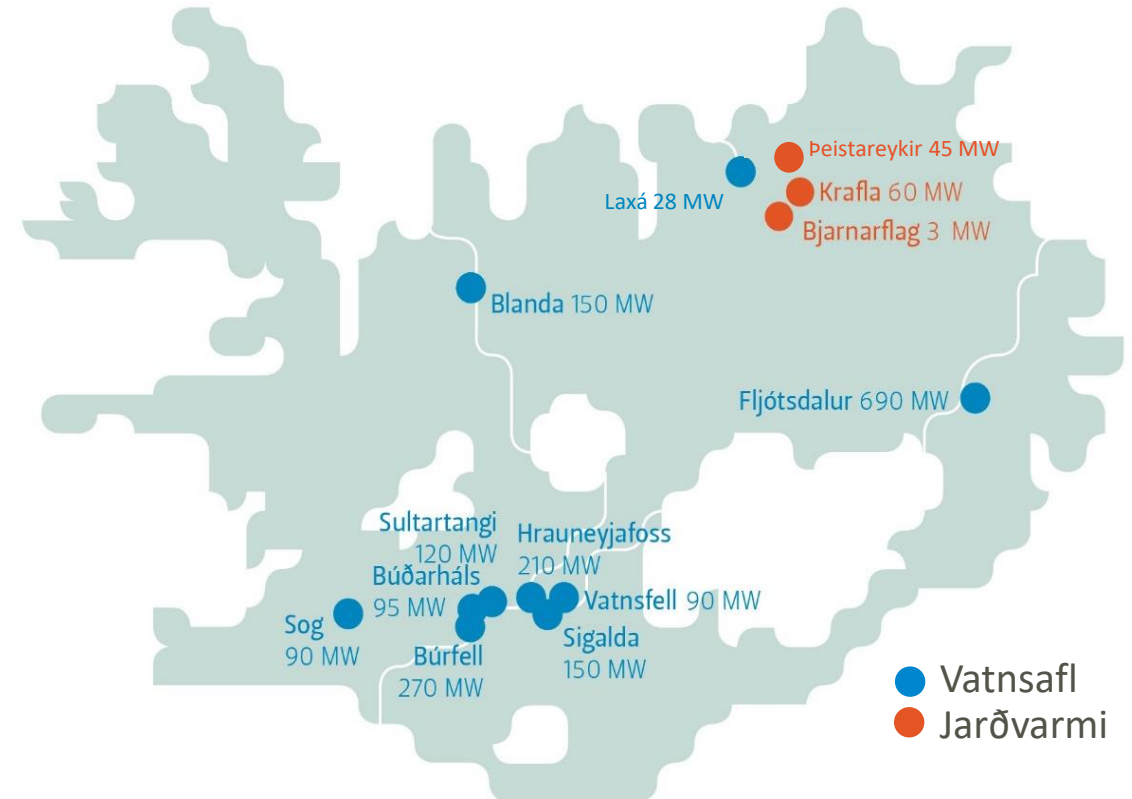 Þeistareykir 45 MW
Laxá 28 MW
Krafla 60 MW
Bjarnarflag 3 MW
Blanda 150 MW
Fljótsdalur 690 MW
Sultartangi
120 MW
Hrauneyjafoss
210 MW
Búðarháls
95 MW
Vatnsfell 90 MW
Sog
90 MW
Búrfell
270 MW
Sigalda
150 MW
Vatnsafl
Jarðvarmi